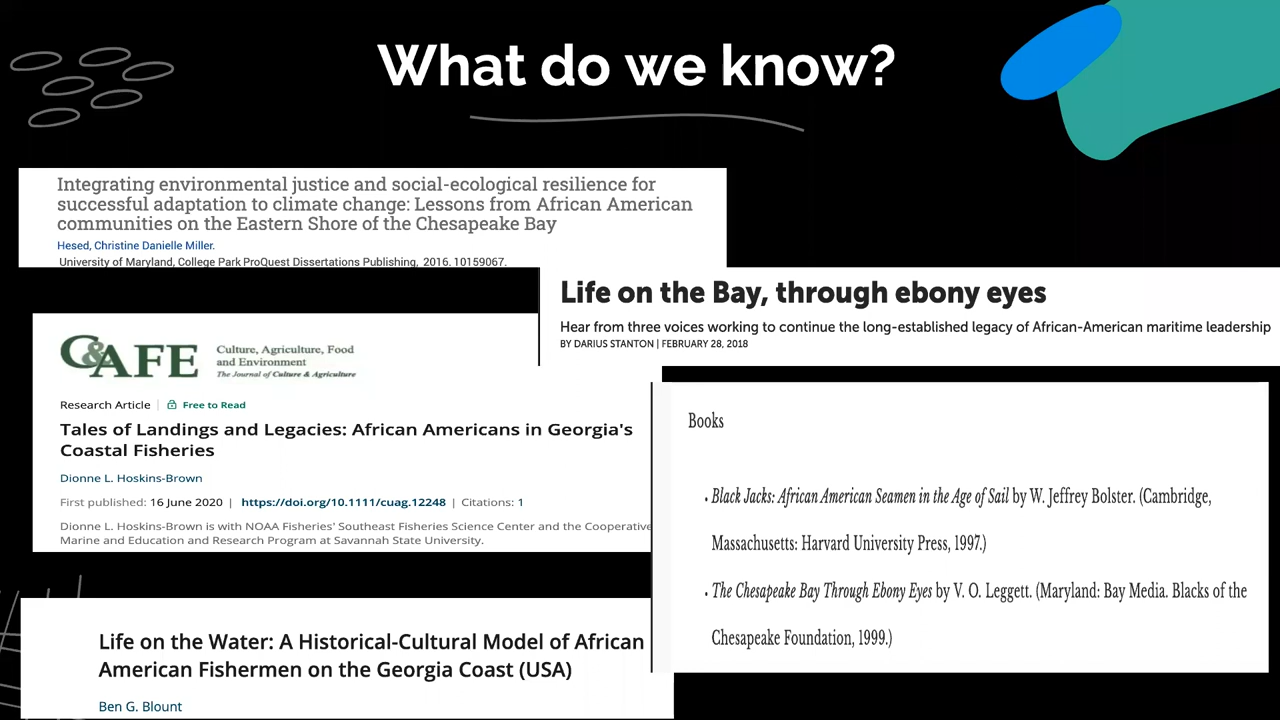 What do we know?
Integrating environmental justice and social-ecological resilience for
successful adaptation to climate change: Lessons from African American
communities on the Eastern Shore of the Chesapeake Bay
Hesed, Christine Danielle Miller.
University of Maryland, College Park ProQuest Dissertations Publishing, 2016. 10159067.
Life on the Bay, through ebony eyes
Hear from three voices working to continue the long-established legacy of African-American maritime leadership
BY DARIUS STANTON | FEBRUARY 28, 2018
C&AFE
Culture, Agriculture, Food
and Environment
The Journal of Culture & Agriculture
Research Article | Free to Read
Tales of Landings and Legacies: African Americans in Georgia's
Coastal Fisheries
Dionne L. Hoskins-Brown
First published: 16 June 2020 | https://doi.org/10.1111/cuag.12248 | Citations: 1
Dionne L. Hoskins-Brown is with NOAA Fisheries' Southeast Fisheries Science Center and the Cooperative
Marine and Education and Research Program at Savannah State University.
Books
• Black Jacks: African American Seamen in the Age of Sail by W. Jeffrey Bolster. (Cambridge,
Massachusetts: Harvard University Press, 1997.)
• The Chesapeake Bay Through Ebony Eyes by V. O. Leggett. (Maryland: Bay Media. Blacks of the
Chesapeake Foundation, 1999.)
Life on the Water: A Historical-Cultural Model of African
American Fishermen on the Georgia Coast (USA)
Ben G. Blount